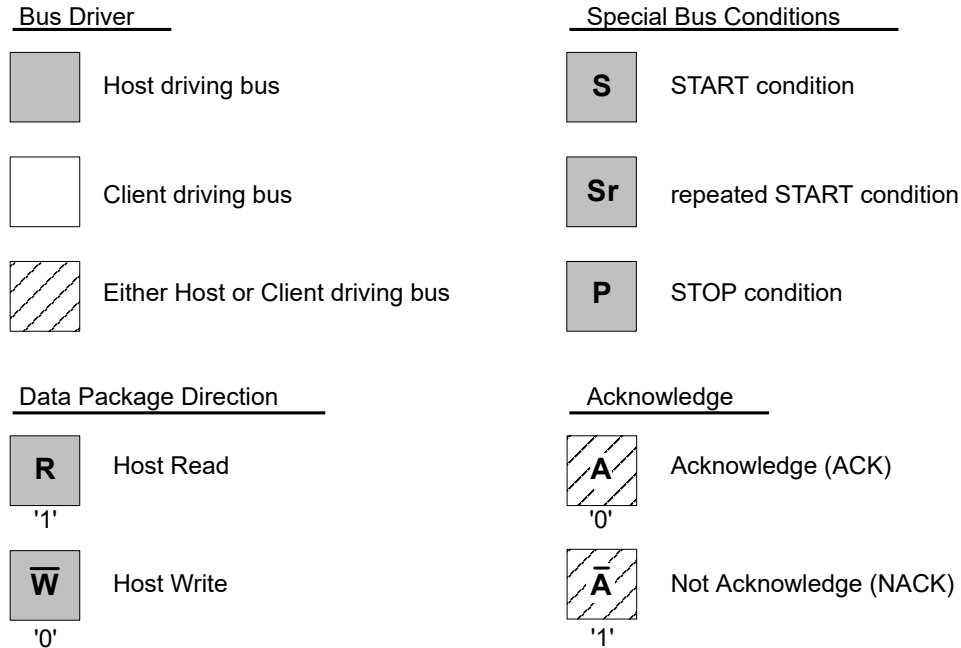 Bus Driver
Host driving bus
Client driving bus
Either Host or Client driving bus
Special Bus Conditions
S START condition
Sr repeated START condition
P STOP condition
Data Package Direction
R Host Read
'1'
W̅ Host Write
'0'
Acknowledge
A Acknowledge (ACK)
'0'
A̅ Not Acknowledge (NACK)
'1'